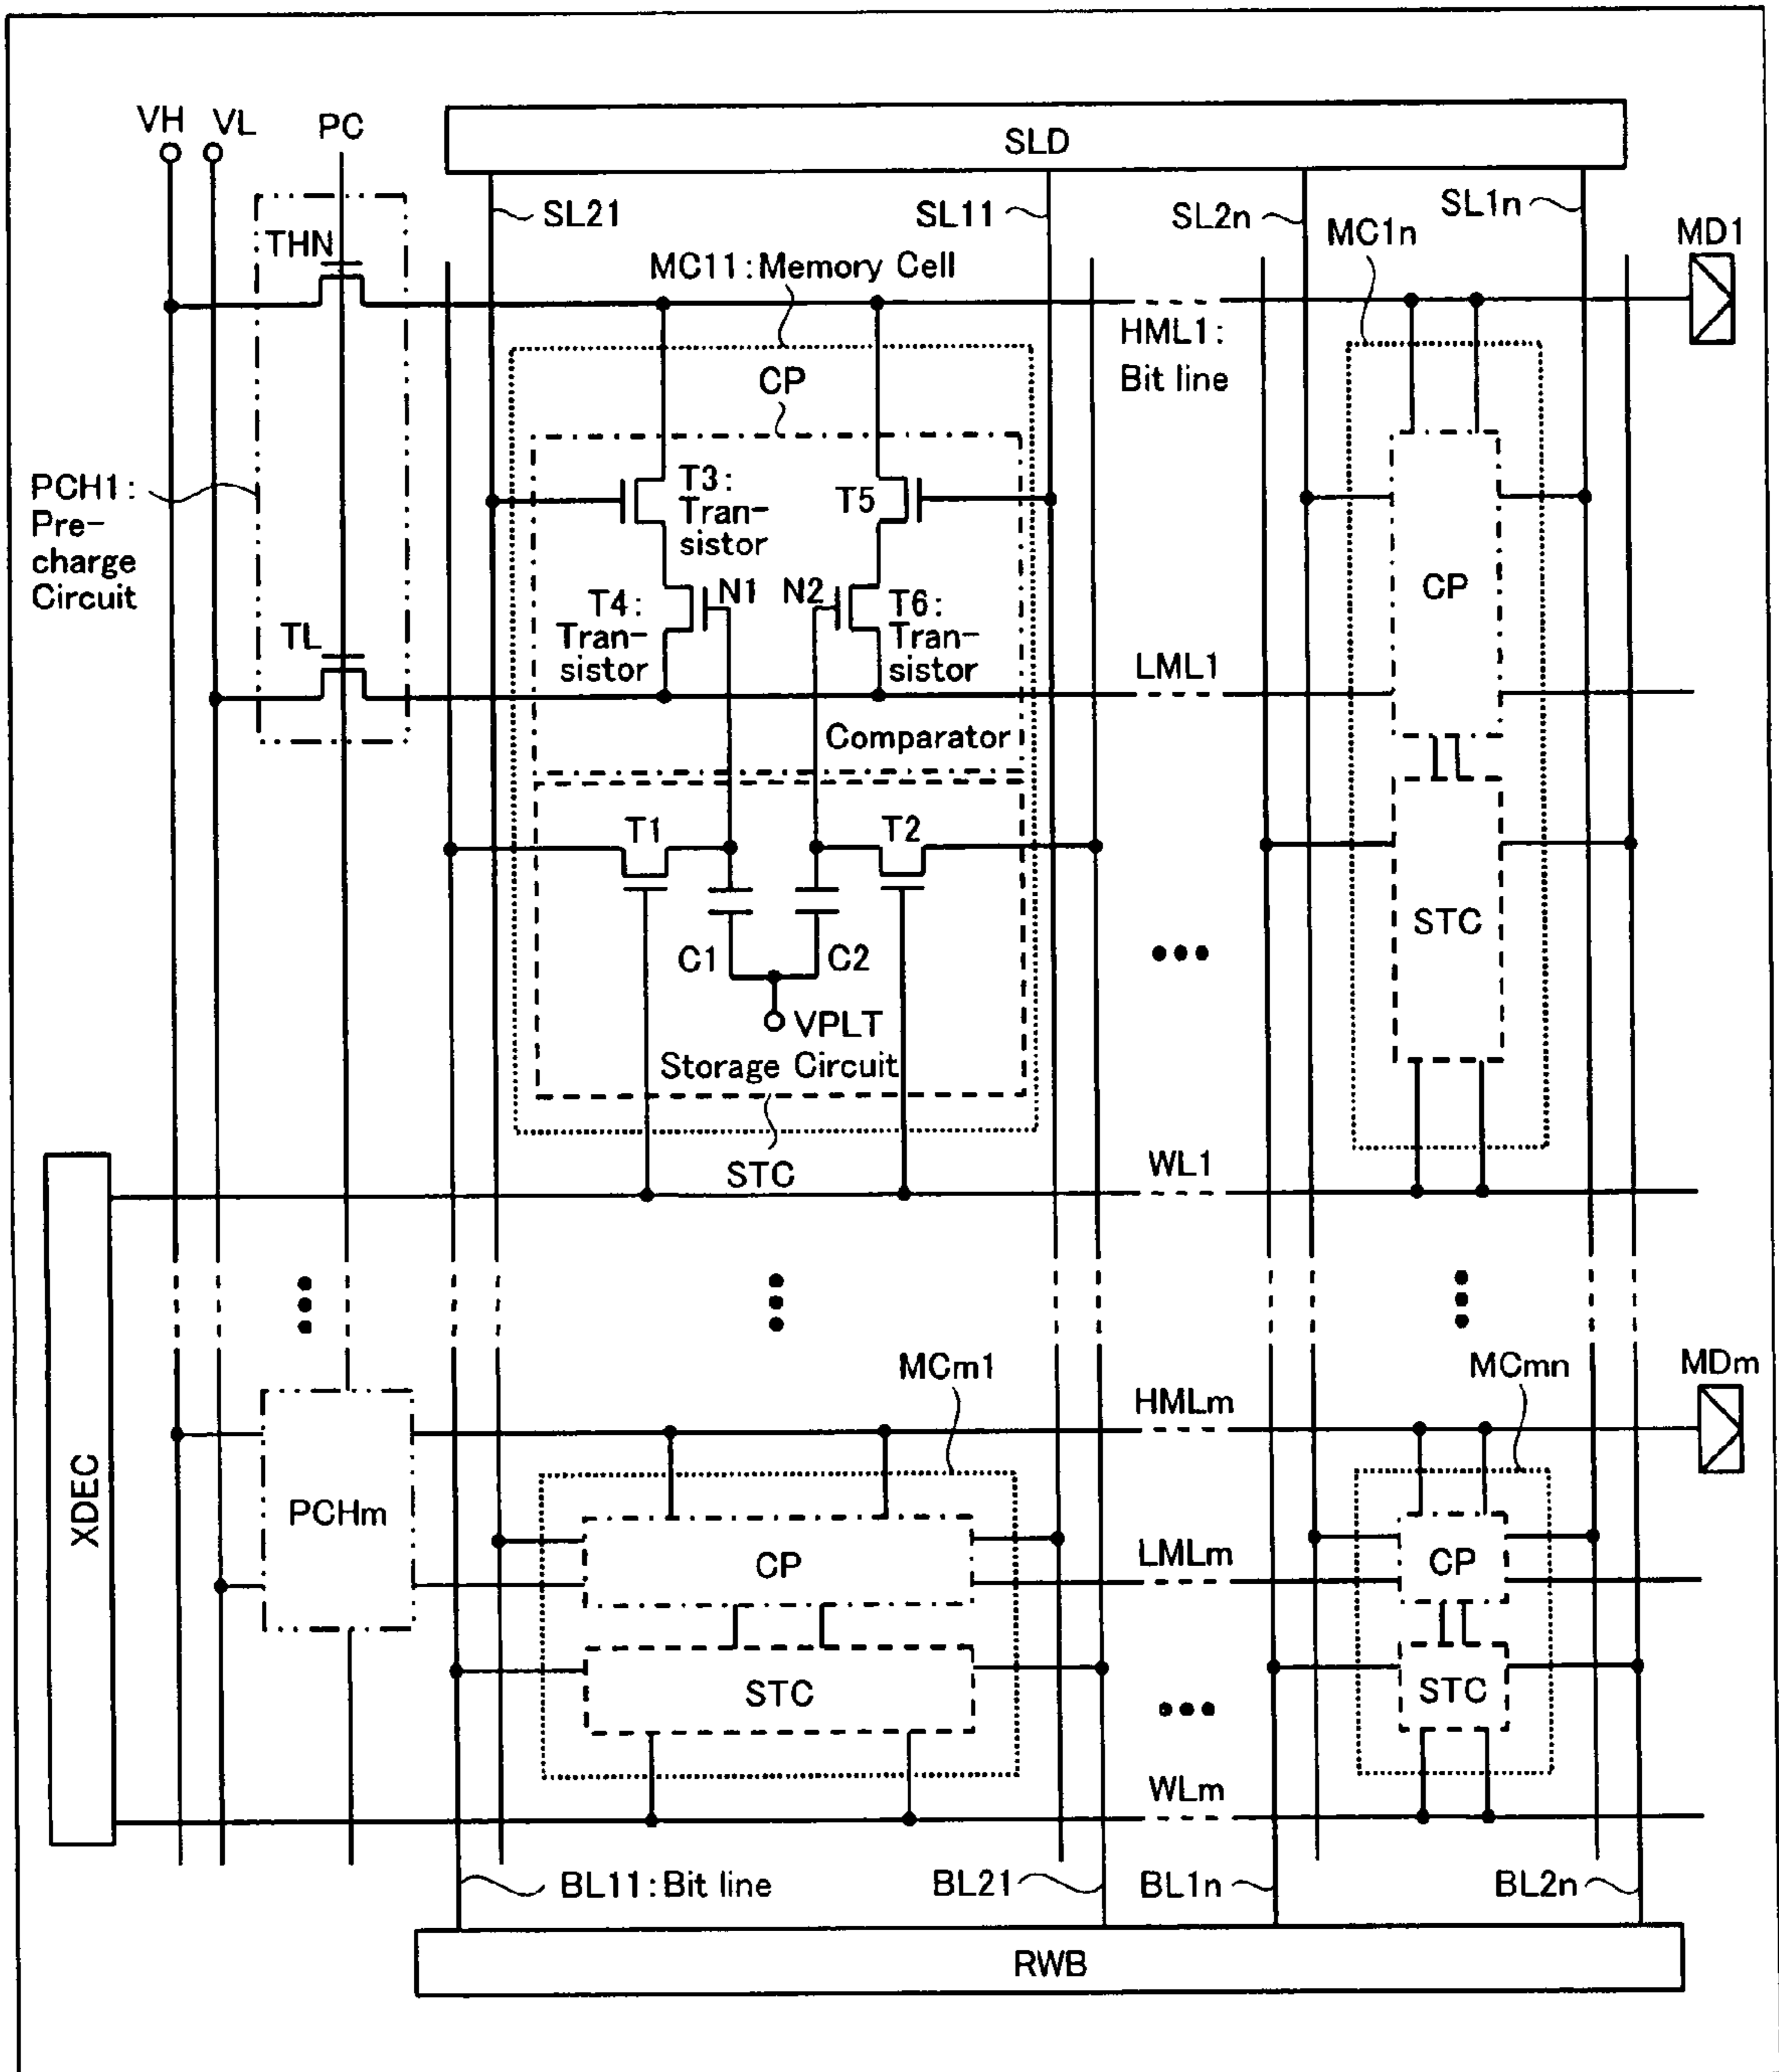 VH
VL
PC
SLD
SL21
SL11
SL2n
SL1n
THN
MC11:Memory Cell
MC1n
MD1
HML1:
Bit line
CP
PCH1:
Pre-
charge
Circuit
T3:
Tran-
sistor
T5
N1
N2
T4:
Tran-
sistor
T6:
Tran-
sistor
CP
TL
LML1
Comparator
T1
T2
STC
C1
C2
VPLT
Storage Circuit
STC
WL1
MCm1
MCmn
MDm
HMLm
XDEC
PCHm
CP
LMLm
CP
STC
STC
WLm
BL11:Bit line
BL21
BL1n
BL2n
RWB